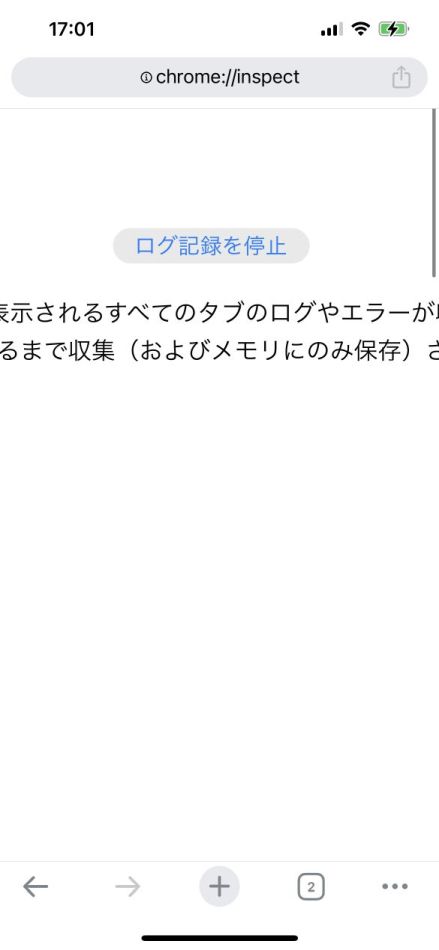 17:01
chrome://inspect
ログ記録を停止
表示されるすべてのタブのログやエラーが
るまで収集（およびメモリにのみ保存）さ
2